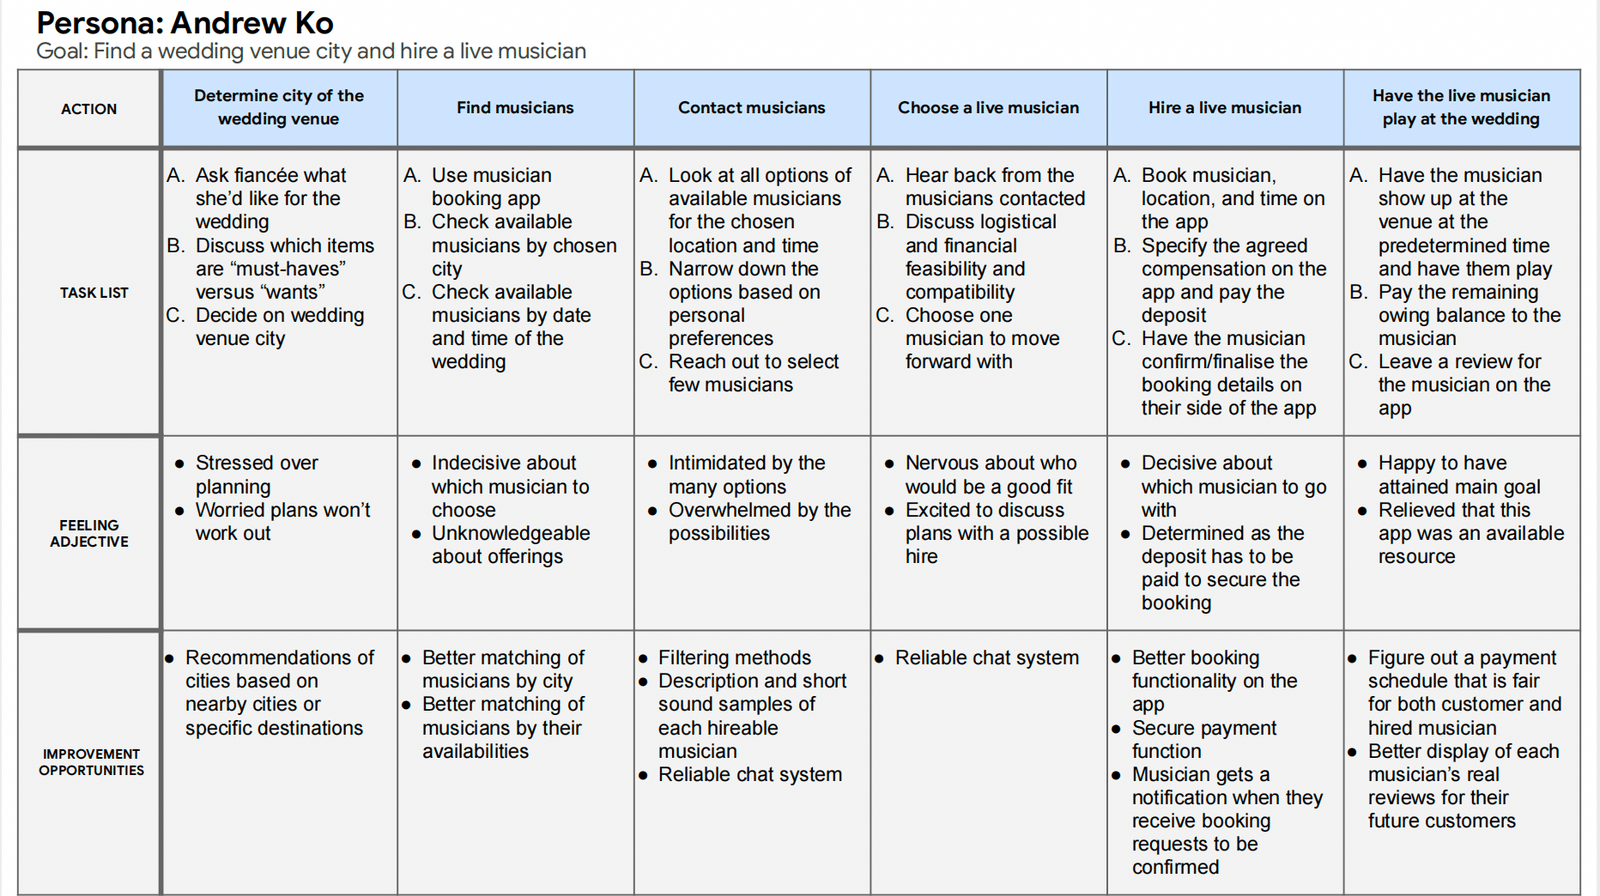 Persona: Andrew Ko
Goal: Find a wedding venue city and hire a live musician
ACTION
Determine city of the
wedding venue
Find musicians
Contact musicians
Choose a live musician
Hire a live musician
Have the live musician
play at the wedding
TASK LIST
A. Ask fiancée what
she’d like for the
wedding
B. Discuss which items
are “must-haves”
versus “wants”
C. Decide on wedding
venue city
A. Use musician
booking app
B. Check available
musicians by chosen
city
C. Check available
musicians by date
and time of the
wedding
A. Look at all options of
available musicians
for the chosen
location and time
B. Narrow down the
options based on
personal
preferences
C. Reach out to select
few musicians
A. Hear back from the
musicians contacted
B. Discuss logistical
and financial
feasibility and
compatibility
C. Choose one
musician to move
forward with
A. Book musician,
location, and time on
the app
B. Specify the agreed
compensation on the
app and pay the
deposit
C. Have the musician
confirm/finalise the
booking details on
their side of the app
A. Have the musician
show up at the
venue at the
predetermined time
and have them play
B. Pay the remaining
owing balance to the
musician
C. Leave a review for
the musician on the
app
FEELING
ADJECTIVE
● Stressed over
planning
● Worried plans won’t
work out
● Indecisive about
which musician to
choose
● Unknowledgeable
about offerings
● Intimidated by the
many options
● Overwhelmed by the
possibilities
● Nervous about who
would be a good fit
● Excited to discuss
plans with a possible
hire
● Decisive about
which musician to go
with
● Determined as the
deposit has to be
paid to secure the
booking
● Happy to have
attained main goal
● Relieved that this
app was an available
resource
IMPROVEMENT
OPPORTUNITIES
● Recommendations of
cities based on
nearby cities or
specific destinations
● Better matching of
musicians by city
● Better matching of
musicians by their
availabilities
● Filtering methods
● Description and short
sound samples of
each hireable
musician
● Reliable chat system
● Reliable chat system
● Better booking
functionality on the
app
● Secure payment
function
● Musician gets a
notification when they
receive booking
requests to be
confirmed
● Figure out a payment
schedule that is fair
for both customer and
hired musician
● Better display of each
musician’s real
reviews for their
future customers